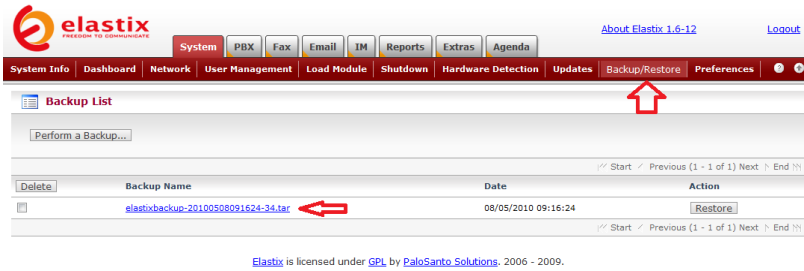 elastix
FREEDOM TO COMMUNICATE
About Elastix 1.6-12 Logout
System PBX Fax Email IM Reports Extras Agenda
System Info Dashboard Network User Management Load Module Shutdown Hardware Detection Updates Backup/Restore Preferences
Backup List
Perform a Backup...
Start Previous (1 - 1 of 1) Next End
Delete Backup Name Date Action
elastixbackup-20100508091624-34.tar 08/05/2010 09:16:24 Restore
Start Previous (1 - 1 of 1) Next End
Elastix is licensed under GPL by PaloSanto Solutions. 2006 - 2009.